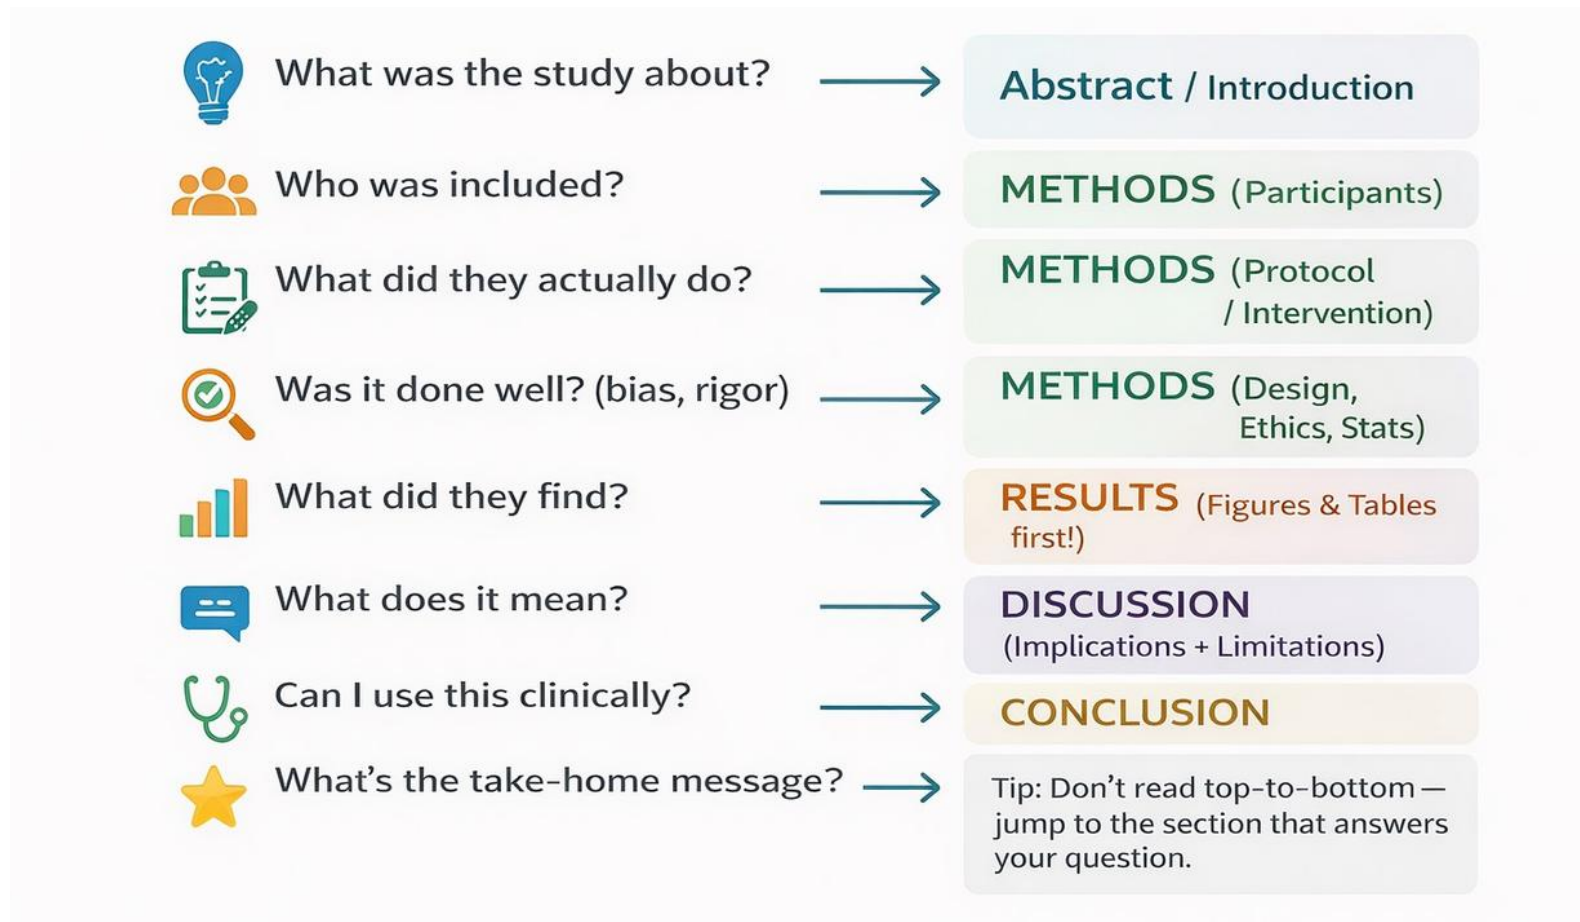 What was the study about?
Abstract / Introduction
Who was included?
METHODS (Participants)
What did they actually do?
METHODS (Protocol
/ Intervention)
Was it done well? (bias, rigor)
METHODS (Design,
Ethics, Stats)
What did they find?
RESULTS (Figures & Tables
first!)
What does it mean?
DISCUSSION
(Implications + Limitations)
Can I use this clinically?
CONCLUSION
What’s the take-home message?
Tip: Don’t read top-to-bottom —
jump to the section that answers
your question.